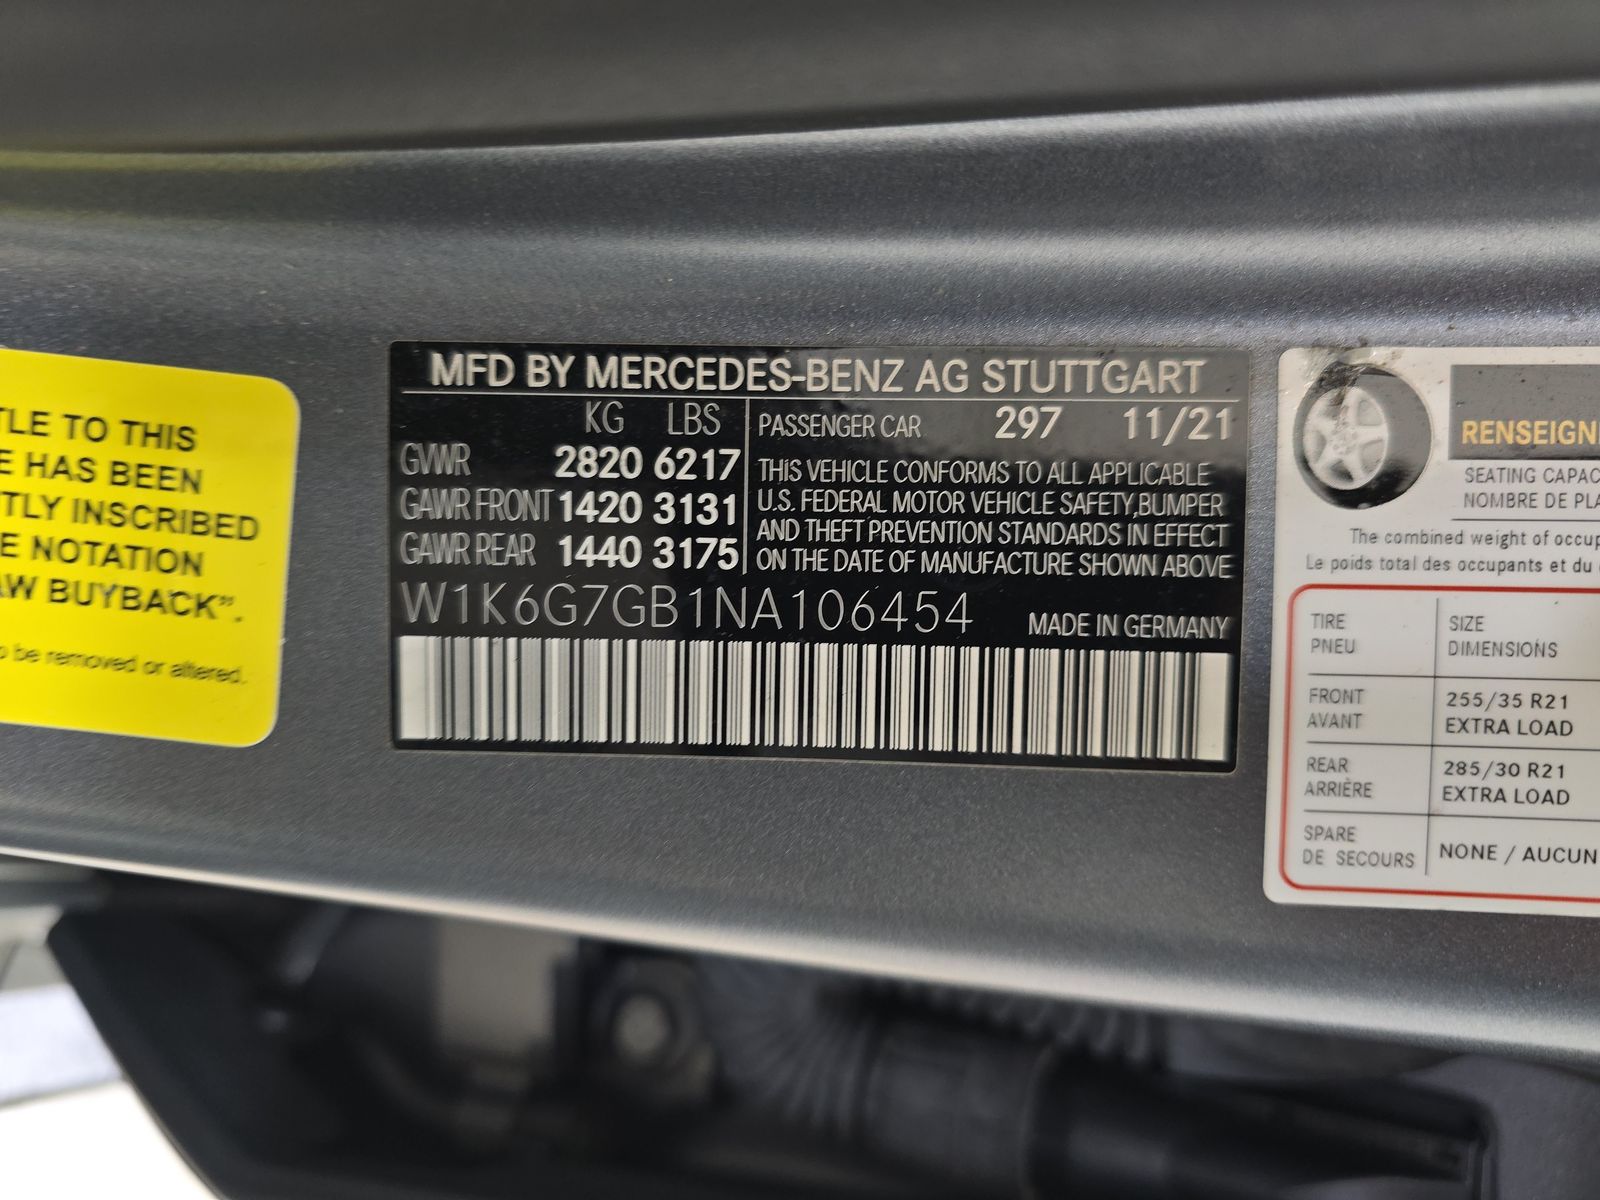 TLE TO THIS
E HAS BEEN
TLY INSCRIBED
E NOTATION
AW BUYBACK".
o be removed or altered.
MFD BY MERCEDES-BENZ AG STUTTGART
KG LBS
GVWR 2820 6217
GAWR FRONT 1420 3131
GAWR REAR 1440 3175
PASSENGER CAR 297 11/21
THIS VEHICLE CONFORMS TO ALL APPLICABLE
U.S. FEDERAL MOTOR VEHICLE SAFETY,BUMPER
AND THEFT PREVENTION STANDARDS IN EFFECT
ON THE DATE OF MANUFACTURE SHOWN ABOVE
W1K6G7GB1NA106454
MADE IN GERMANY
RENSEIGN
SEATING CAPAC
NOMBRE DE PLA
The combined weight of occup
Le poids total des occupants et du
TIRE SIZE
PNEU DIMENSIONS
FRONT 255/35 R21
AVANT EXTRA LOAD
REAR 285/30 R21
ARRIÈRE EXTRA LOAD
SPARE
DE SECOURS NONE / AUCUN